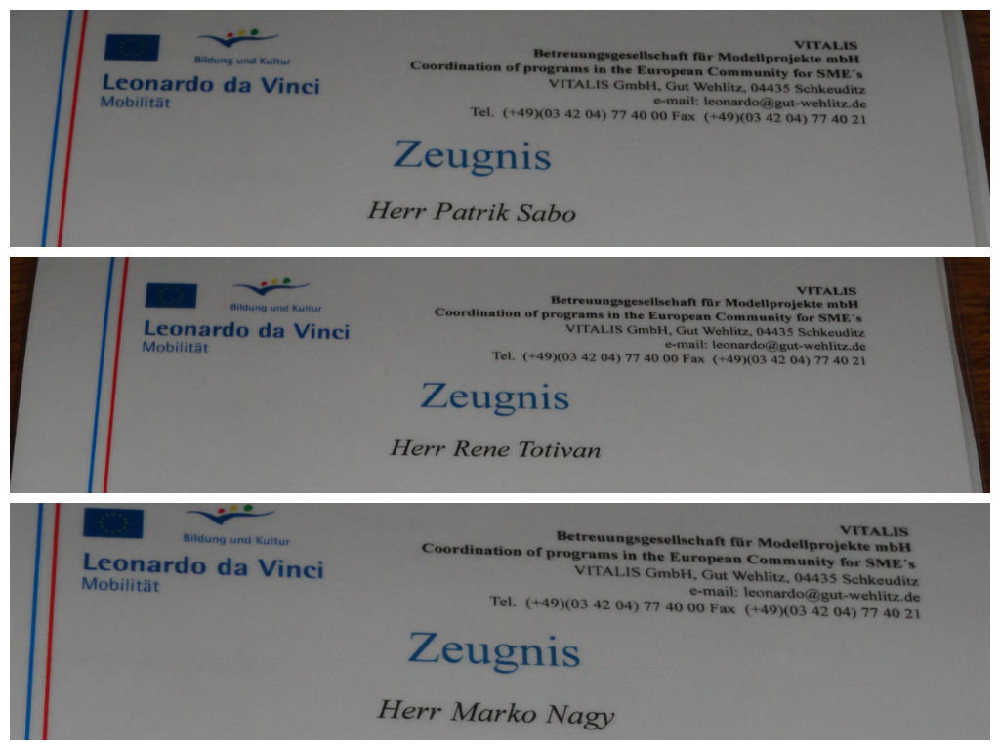 Bildung und Kultur
Leonardo da Vinci
Mobilität
VITALIS
Betreuungsgesellschaft für Modellprojekte mbH
Coordination of programs in the European Community for SME´s
VITALIS GmbH, Gut Wehlitz, 04435 Schkeuditz
e-mail: leonardo@gut-wehlitz.de
Tel. (+49)(03 42 04) 77 40 00 Fax (+49)(03 42 04) 77 40 21
Zeugnis
Herr Patrik Sabo
Bildung und Kultur
Leonardo da Vinci
Mobilität
VITALIS
Betreuungsgesellschaft für Modellprojekte mbH
Coordination of programs in the European Community for SME´s
VITALIS GmbH, Gut Wehlitz, 04435 Schkeuditz
e-mail: leonardo@gut-wehlitz.de
Tel. (+49)(03 42 04) 77 40 00 Fax (+49)(03 42 04) 77 40 21
Zeugnis
Herr Rene Totivan
Bildung und Kultur
Leonardo da Vinci
Mobilität
VITALIS
Betreuungsgesellschaft für Modellprojekte mbH
Coordination of programs in the European Community for SME´s
VITALIS GmbH, Gut Wehlitz, 04435 Schkeuditz
e-mail: leonardo@gut-wehlitz.de
Tel. (+49)(03 42 04) 77 40 00 Fax (+49)(03 42 04) 77 40 21
Zeugnis
Herr Marko Nagy